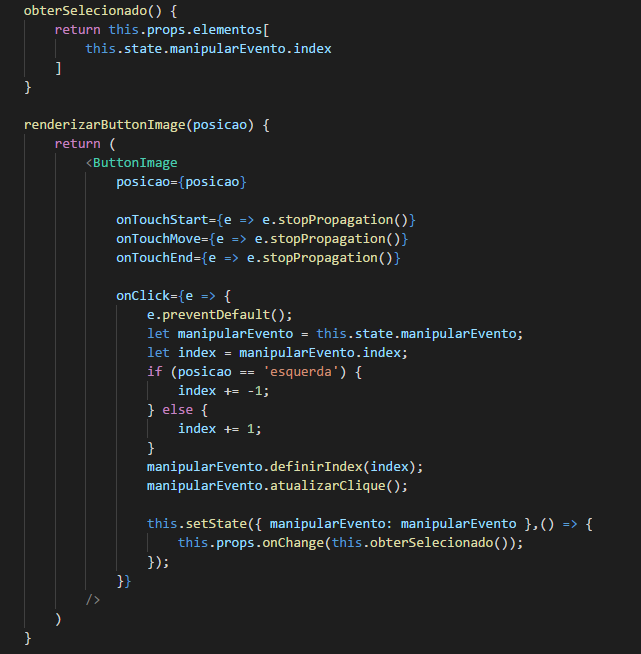 obterSelecionado() {
return this.props.elementos[
this.state.manipularEvento.index
]
}
renderizarButtonImage(posicao) {
return (
<ButtonImage
posicao={posicao}
onTouchStart={e => e.stopPropagation()}
onTouchMove={e => e.stopPropagation()}
onTouchEnd={e => e.stopPropagation()}
onClick={e => {
e.preventDefault();
let manipularEvento = this.state.manipularEvento;
let index = manipularEvento.index;
if (posicao == 'esquerda') {
index += -1;
} else {
index += 1;
}
manipularEvento.definirIndex(index);
manipularEvento.atualizarClique();
this.setState({ manipularEvento: manipularEvento },() => {
this.props.onChange(this.obterSelecionado());
});
}}
/>
)
}